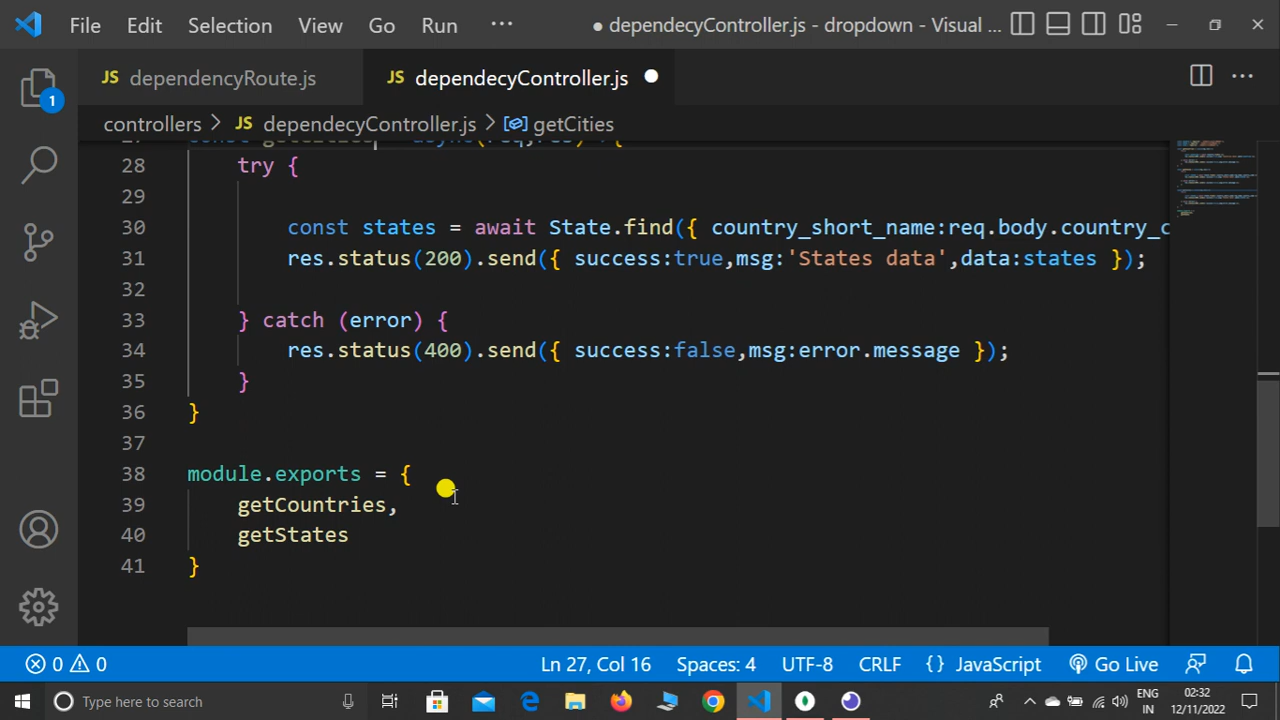 File Edit Selection View Go Run ··· ● dependecyController.js - dropdown - Visual ...
JS dependencyRoute.js JS dependecyController.js ●
1
controllers > JS dependecyController.js > getCities
28 try {
29
30 const states = await State.find({ country_short_name:req.body.country_c
31 res.status(200).send({ success:true,msg:'States data',data:states });
32
33 } catch (error) {
34 res.status(400).send({ success:false,msg:error.message });
35 }
36 }
37
38 module.exports = {
39 getCountries,
40 getStates
41 }
0 0 Ln 27, Col 16 Spaces: 4 UTF-8 CRLF {} JavaScript Go Live
Type here to search ENG 02:32
IN 12/11/2022